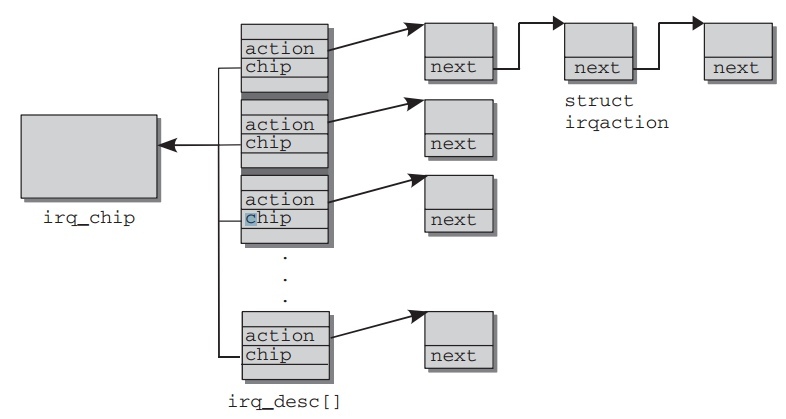 action
chip
next
next
next
struct
irqaction
action
chip
next
irq_chip
action
chip
next
action
chip
next
irq_desc[]